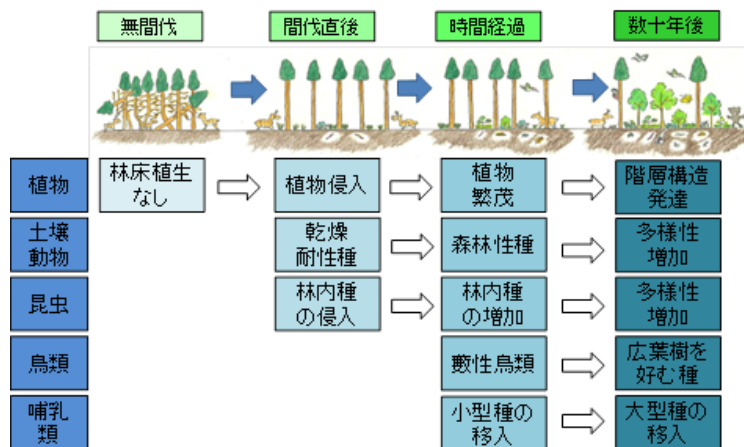 無間伐
間伐直後
時間経過
数十年後
植物
林床植生
なし
植物侵入
植物
繁茂
階層構造
発達
土壌
動物
乾燥
耐性種
森林性種
多様性
増加
昆虫
林内種
の侵入
林内種
の増加
多様性
増加
鳥類
藪性鳥類
広葉樹を
好む種
哺乳
類
小型種の
移入
大型種の
移入